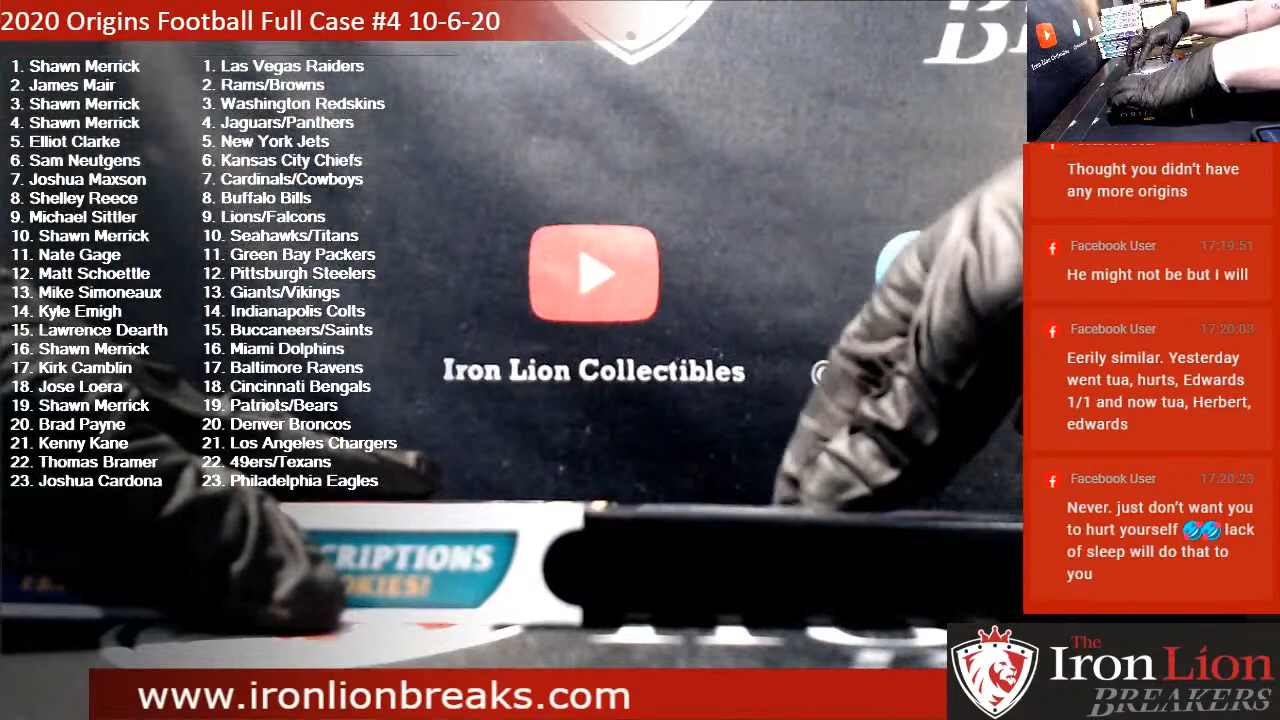 2020 Origins Football Full Case #4 10-6-20
1. Shawn Merrick
2. James Mair
3. Shawn Merrick
4. Shawn Merrick
5. Elliot Clarke
6. Sam Neutgens
7. Joshua Maxson
8. Shelley Reece
9. Michael Sittler
10. Shawn Merrick
11. Nate Gage
12. Matt Schoettle
13. Mike Simoneaux
14. Kyle Emigh
15. Lawrence Dearth
16. Shawn Merrick
17. Kirk Camblin
18. Jose Loera
19. Shawn Merrick
20. Brad Payne
21. Kenny Kane
22. Thomas Bramer
23. Joshua Cardona
1. Las Vegas Raiders
2. Rams/Browns
3. Washington Redskins
4. Jaguars/Panthers
5. New York Jets
6. Kansas City Chiefs
7. Cardinals/Cowboys
8. Buffalo Bills
9. Lions/Falcons
10. Seahawks/Titans
11. Green Bay Packers
12. Pittsburgh Steelers
13. Giants/Vikings
14. Indianapolis Colts
15. Buccaneers/Saints
16. Miami Dolphins
17. Baltimore Ravens
18. Cincinnati Bengals
19. Patriots/Bears
20. Denver Broncos
21. Los Angeles Chargers
22. 49ers/Texans
23. Philadelphia Eagles
Iron Lion Collectibles
@
CRIPTIONS
OKIES!
Thought you didn't have
any more origins
Facebook User 17:19:51
He might not be but I will
Facebook User 17:20:03
Eerily similar. Yesterday
went tua, hurts, Edwards
1/1 and now tua, Herbert,
edwards
Facebook User 17:20:23
Never. just don't want you
to hurt yourself 🥏🥏 lack
of sleep will do that to
you
www.ironlionbreaks.com
The
Iron Lion
BREAKERS